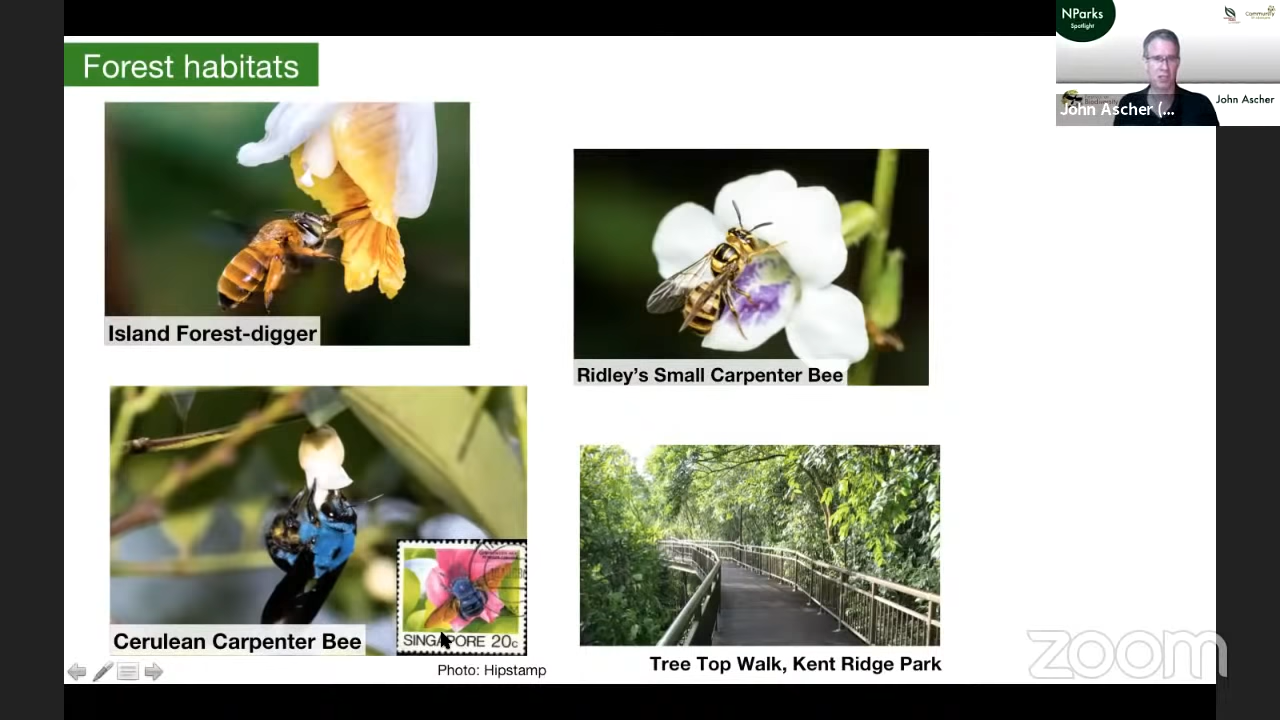 Forest habitats
Island Forest-digger
Ridley's Small Carpenter Bee
Cerulean Carpenter Bee
SINGAPORE 20c
Photo: Hipstamp
Tree Top Walk, Kent Ridge Park
NParks
Spotlight
John Ascher
John Ascher (...
zoom